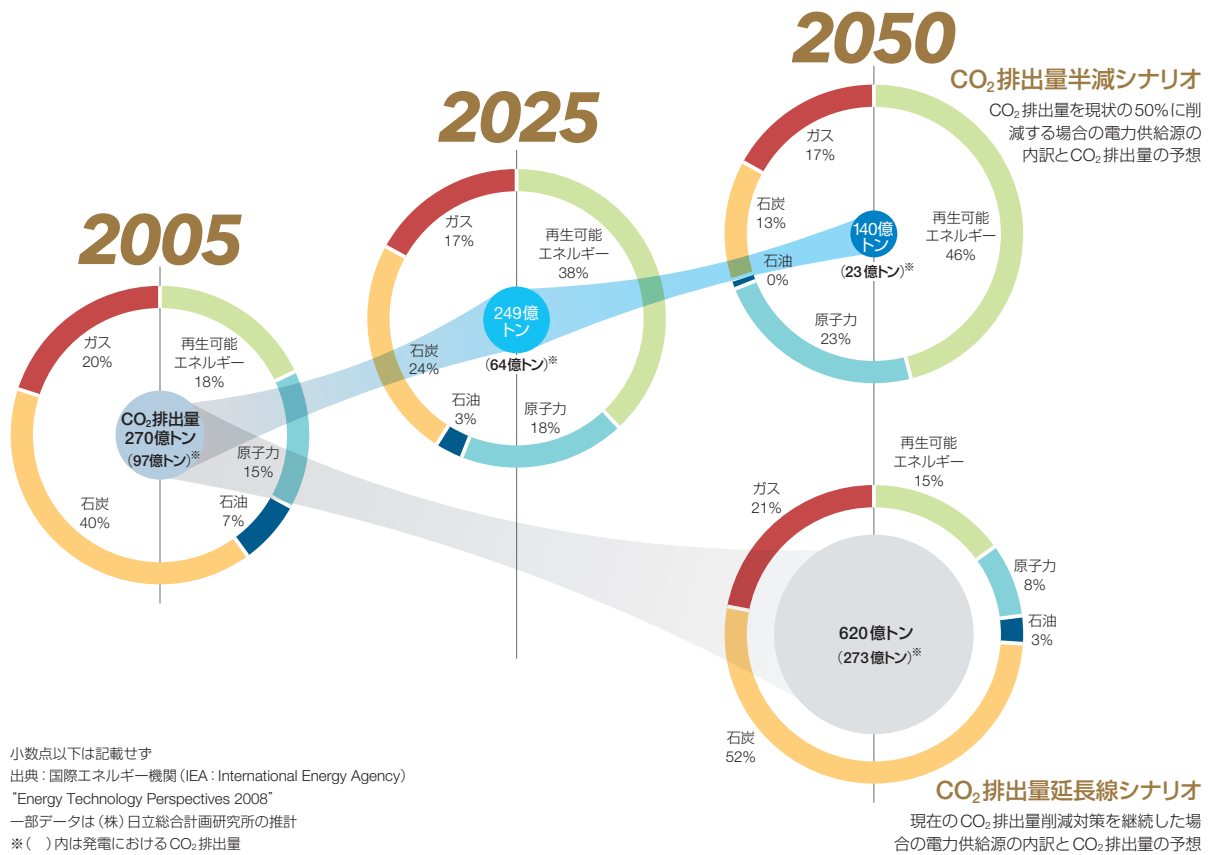 2005
ガス
20%
再生可能
エネルギー
18%
CO₂排出量
270億トン
(97億トン)※
原子力
15%
石油
7%
石炭
40%
2025
ガス
17%
再生可能
エネルギー
38%
249億
トン
(64億トン)※
石炭
24%
石油
3%
原子力
18%
2050
CO₂排出量半減シナリオ
CO₂排出量を現状の50%に削
減する場合の電力供給源の
内訳とCO₂排出量の予想
ガス
17%
石炭
13%
石油
0%
140億
トン
(23億トン)※
再生可能
エネルギー
46%
原子力
23%
再生可能
エネルギー
15%
ガス
21%
原子力
8%
石油
3%
620億トン
(273億トン)※
石炭
52%
CO₂排出量延長線シナリオ
現在のCO₂排出量削減対策を継続した場
合の電力供給源の内訳とCO₂排出量の予想
小数点以下は記載せず
出典:国際エネルギー機関(IEA:International Energy Agency)
"Energy Technology Perspectives 2008"
一部データは(株)日立総合計画研究所の推計
※( )内は発電におけるCO₂排出量